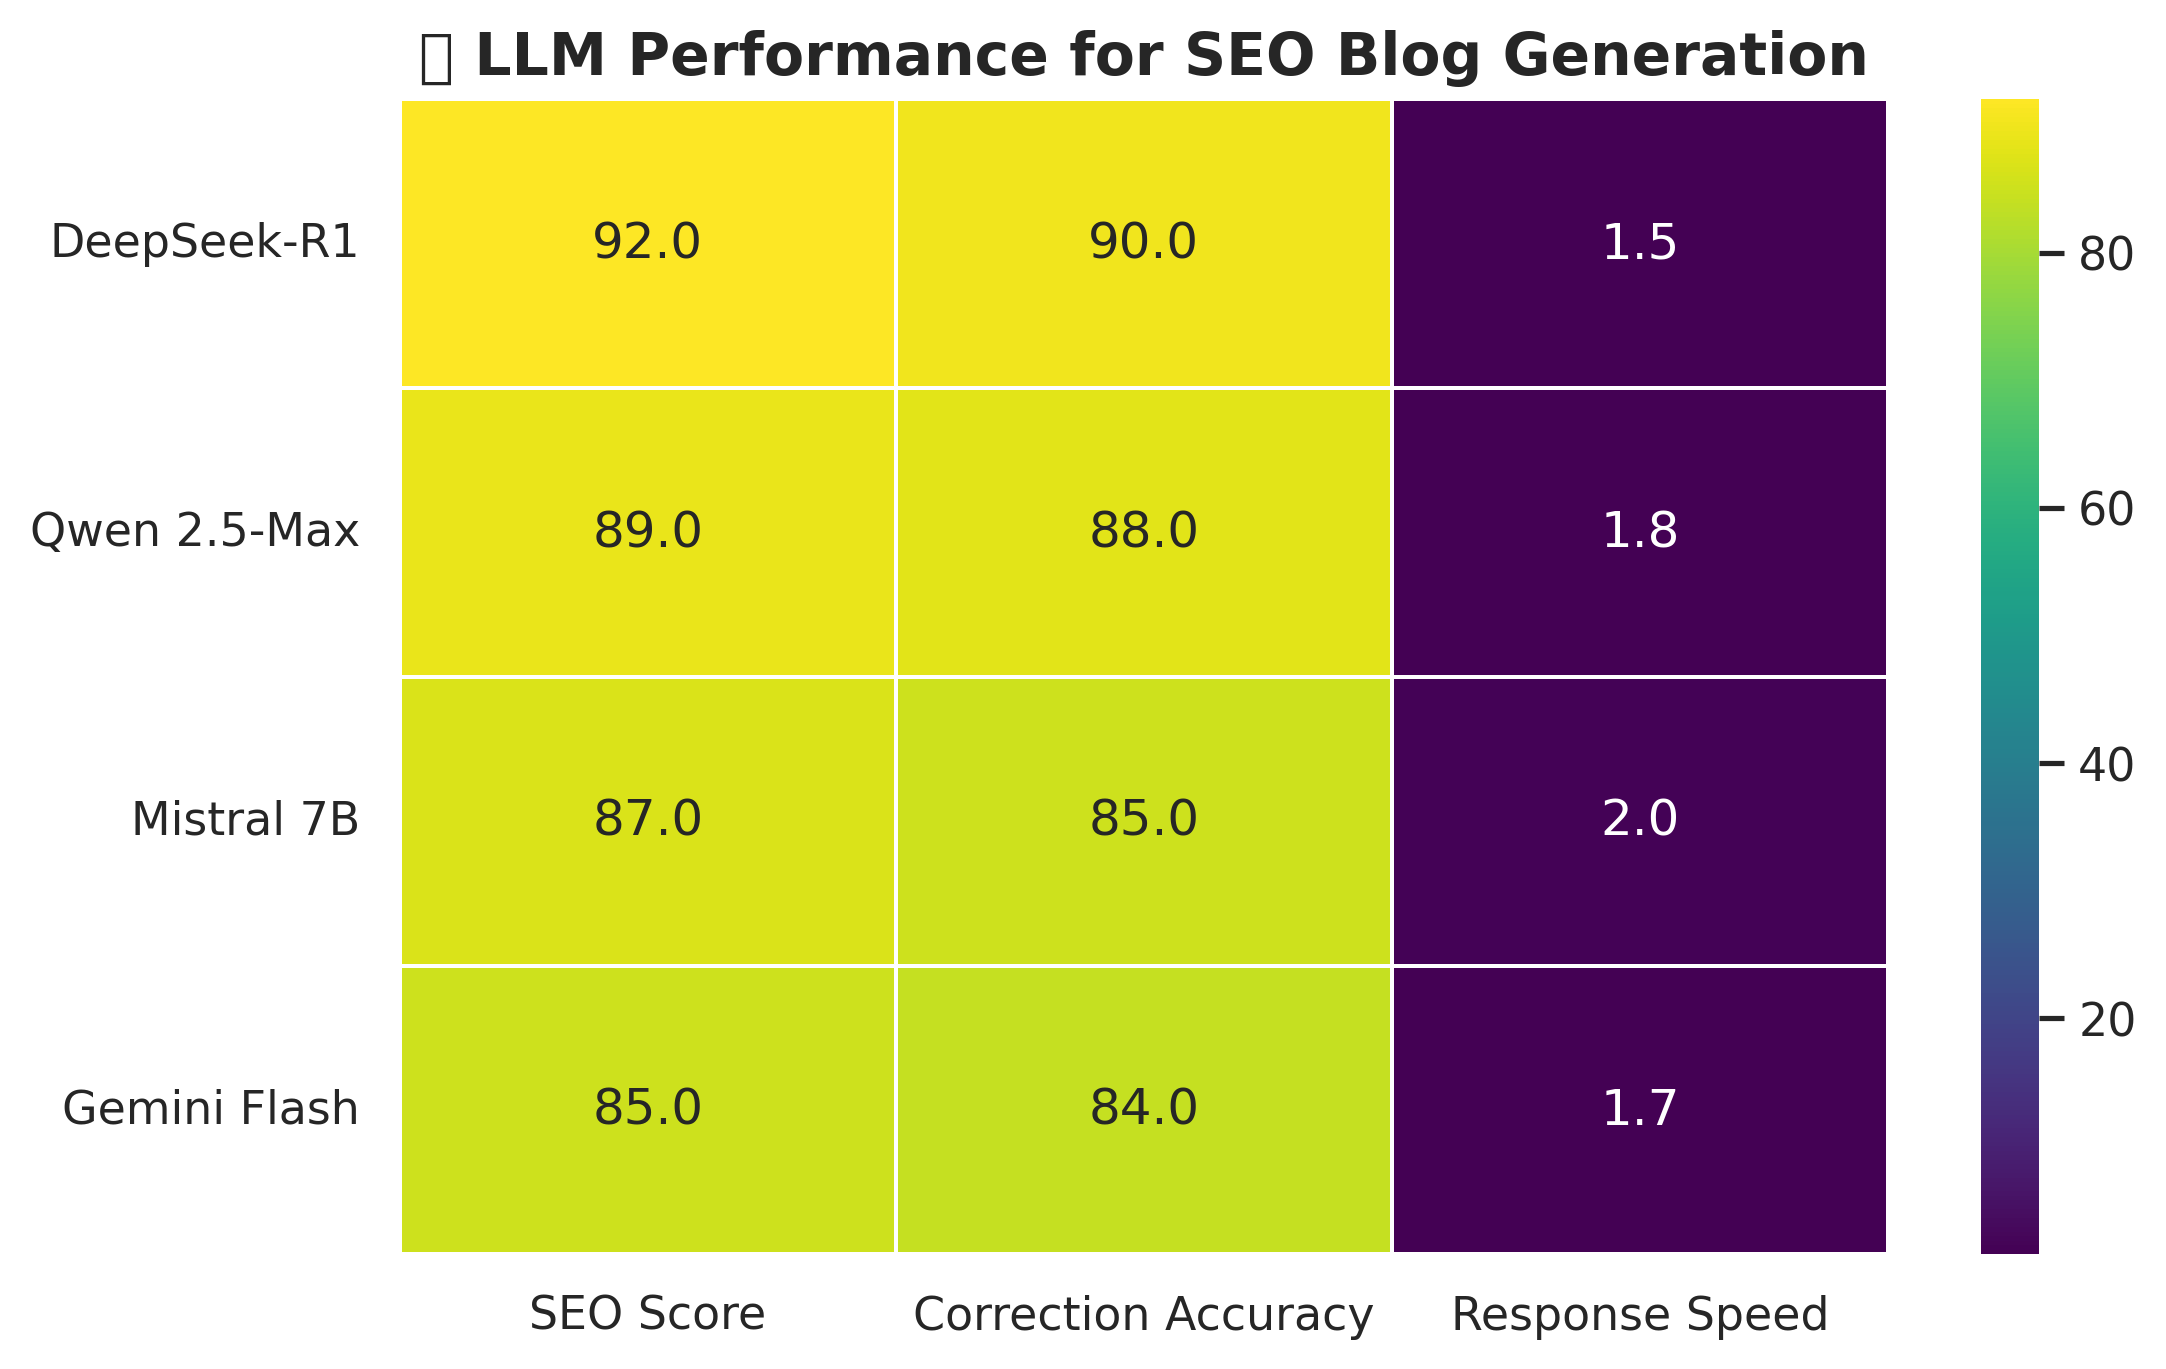 LLM Performance for SEO Blog Generation
DeepSeek-R1 92.0 90.0 1.5
Qwen 2.5-Max 89.0 88.0 1.8
Mistral 7B 87.0 85.0 2.0
Gemini Flash 85.0 84.0 1.7
SEO Score Correction Accuracy Response Speed
80
60
40
20